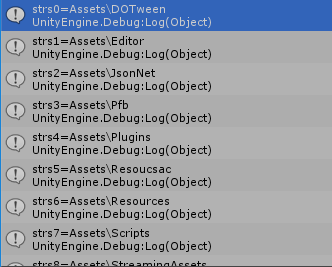 strs0=Assets\DOTween
UnityEngine.Debug:Log(Object)
strs1=Assets\Editor
UnityEngine.Debug:Log(Object)
strs2=Assets\JsonNet
UnityEngine.Debug:Log(Object)
strs3=Assets\Pfb
UnityEngine.Debug:Log(Object)
strs4=Assets\Plugins
UnityEngine.Debug:Log(Object)
strs5=Assets\Resoucsac
UnityEngine.Debug:Log(Object)
strs6=Assets\Resources
UnityEngine.Debug:Log(Object)
strs7=Assets\Scripts
UnityEngine.Debug:Log(Object)
strs8=Assets\StreamingAssets